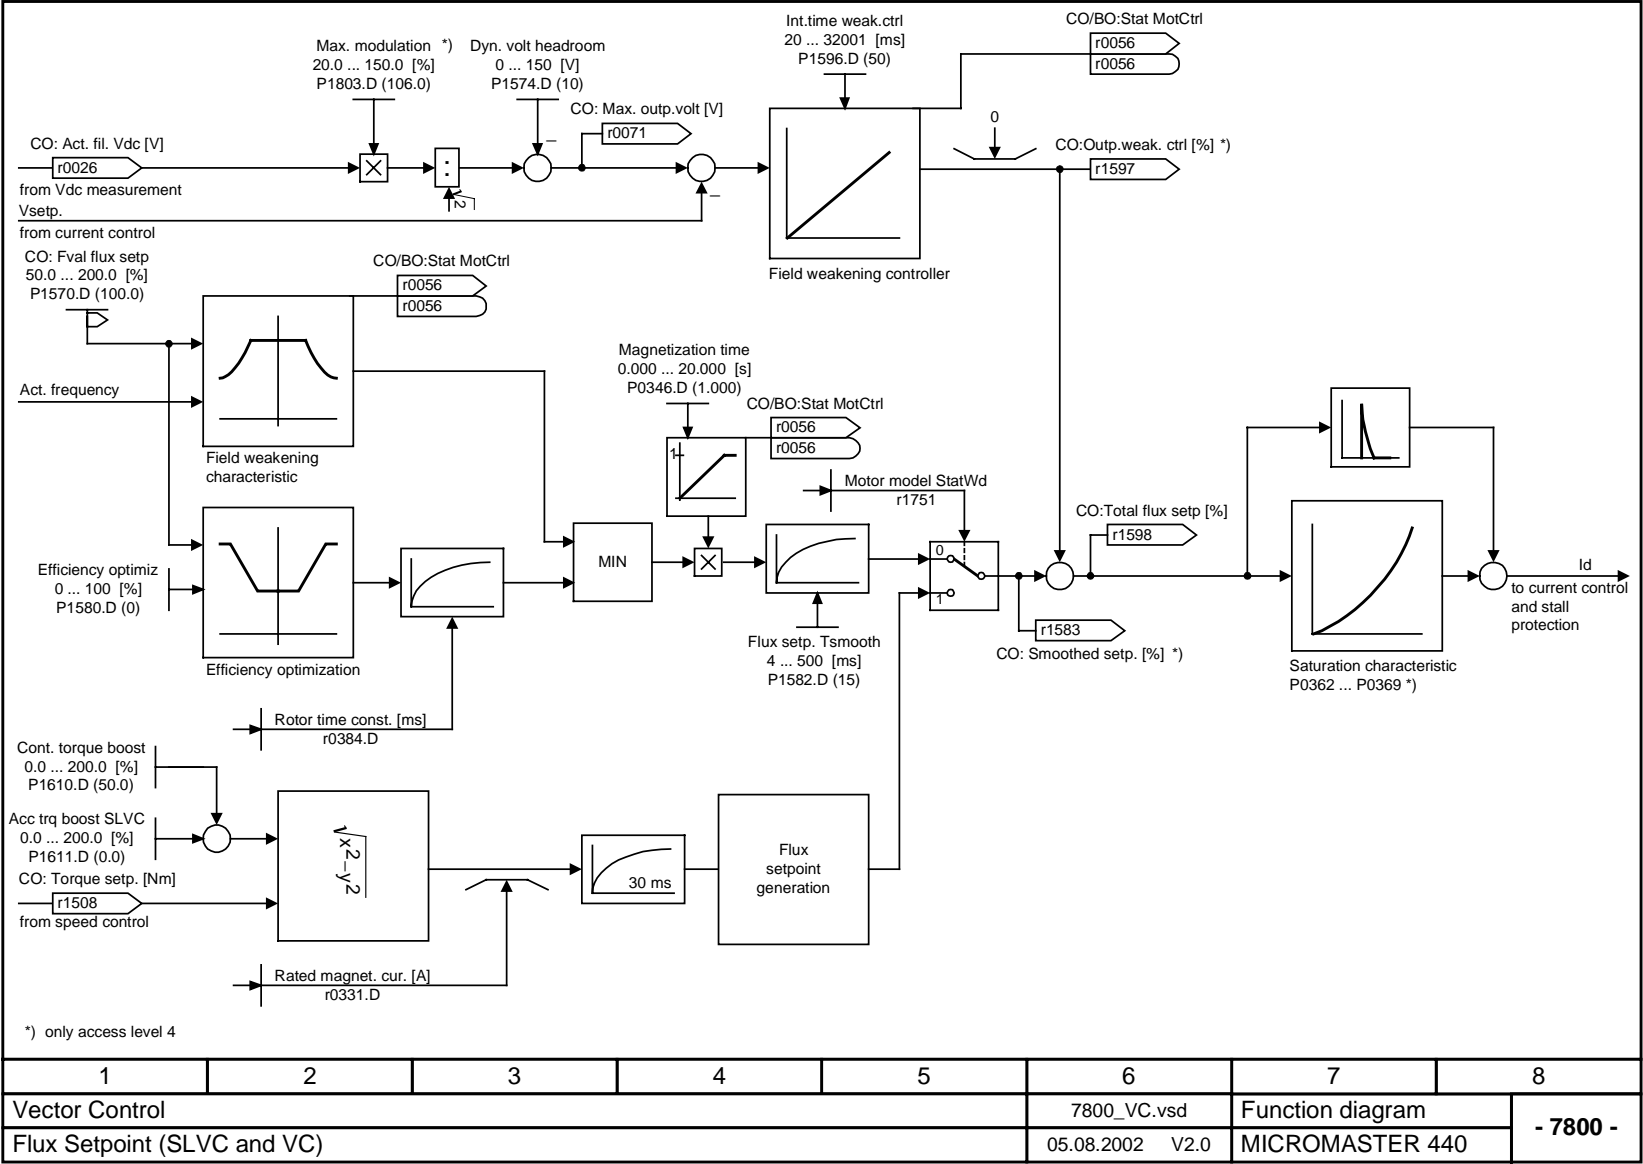 Int.time weak.ctrl
20 ... 32001 [ms]
P1596.D (50)
CO/BO:Stat MotCtrl
r0056
r0056
Max. modulation *)
20.0 ... 150.0 [%]
P1803.D (106.0)
Dyn. volt headroom
0 ... 150 [V]
P1574.D (10)
CO: Max. outp.volt [V]
r0071
0
CO: Act. fil. Vdc [V]
r0026
from Vdc measurement
×
:
√2
–
–
CO:Outp.weak. ctrl [%] *)
r1597
Vsetp.
from current control
Field weakening controller
CO: Fval flux setp
50.0 ... 200.0 [%]
P1570.D (100.0)
CO/BO:Stat MotCtrl
r0056
r0056
Act. frequency
Field weakening
characteristic
Magnetization time
0.000 ... 20.000 [s]
P0346.D (1.000)
1
CO/BO:Stat MotCtrl
r0056
r0056
Motor model StatWd
r1751
CO:Total flux setp [%]
r1598
Efficiency optimiz
0 ... 100 [%]
P1580.D (0)
Efficiency optimization
MIN
×
0
1
Flux setp. Tsmooth
4 ... 500 [ms]
P1582.D (15)
r1583
CO: Smoothed setp. [%] *)
Saturation characteristic
P0362 ... P0369 *)
Id
to current control
and stall
protection
Rotor time const. [ms]
r0384.D
Cont. torque boost
0.0 ... 200.0 [%]
P1610.D (50.0)
Acc trq boost SLVC
0.0 ... 200.0 [%]
P1611.D (0.0)
CO: Torque setp. [Nm]
r1508
from speed control
√x²–y²
30 ms
Flux
setpoint
generation
Rated magnet. cur. [A]
r0331.D
*) only access level 4
1 2 3 4 5 6 7 8
Vector Control
7800_VC.vsd
Function diagram
- 7800 -
Flux Setpoint (SLVC and VC)
05.08.2002 V2.0
MICROMASTER 440